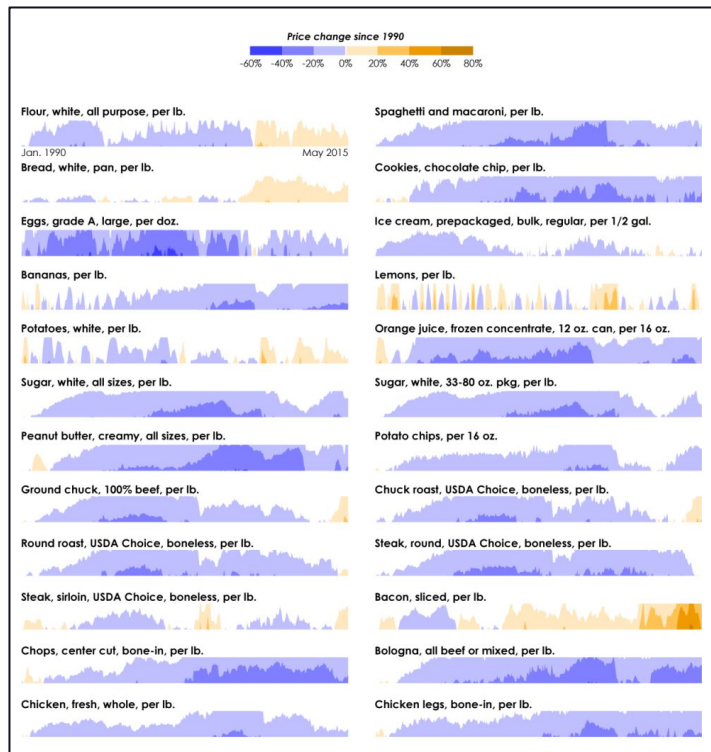 Price change since 1990
-60% -40% -20% 0% 20% 40% 60% 80%
Flour, white, all purpose, per lb.
Spaghetti and macaroni, per lb.
Jan. 1990 May 2015
Bread, white, pan, per lb.
Cookies, chocolate chip, per lb.
Eggs, grade A, large, per doz.
Ice cream, prepackaged, bulk, regular, per 1/2 gal.
Bananas, per lb.
Lemons, per lb.
Potatoes, white, per lb.
Orange juice, frozen concentrate, 12 oz. can, per 16 oz.
Sugar, white, all sizes, per lb.
Sugar, white, 33-80 oz. pkg, per lb.
Peanut butter, creamy, all sizes, per lb.
Potato chips, per 16 oz.
Ground chuck, 100% beef, per lb.
Chuck roast, USDA Choice, boneless, per lb.
Round roast, USDA Choice, boneless, per lb.
Steak, round, USDA Choice, boneless, per lb.
Steak, sirloin, USDA Choice, boneless, per lb.
Bacon, sliced, per lb.
Chops, center cut, bone-in, per lb.
Bologna, all beef or mixed, per lb.
Chicken, fresh, whole, per lb.
Chicken legs, bone-in, per lb.